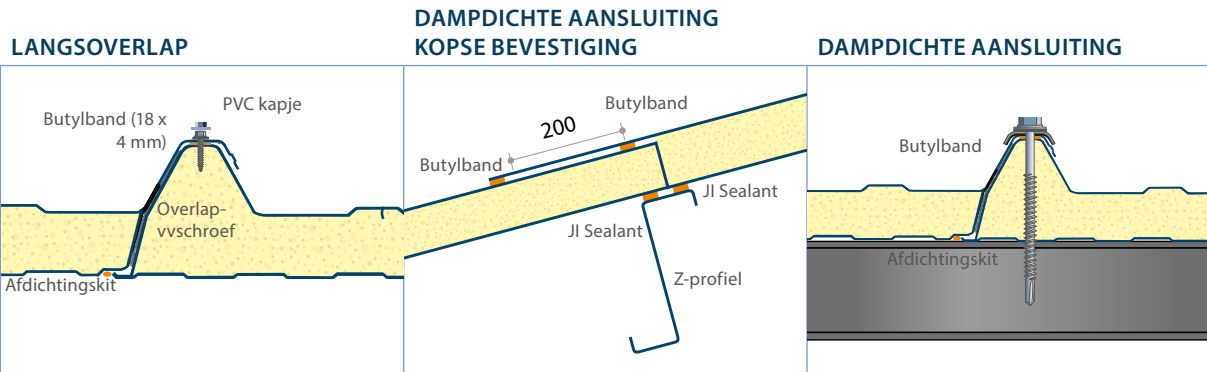 LANGSOVERLAP
Butylband (18 x
4 mm)
PVC kapje
Overlap-
vvschroef
Afdichtingskit
DAMPDICHTE AANSLUITING
KOPSE BEVESTIGING
Butylband
200
Butylband
JI Sealant
JI Sealant
Z-profiel
DAMPDICHTE AANSLUITING
Butylband
Afdichtingskit